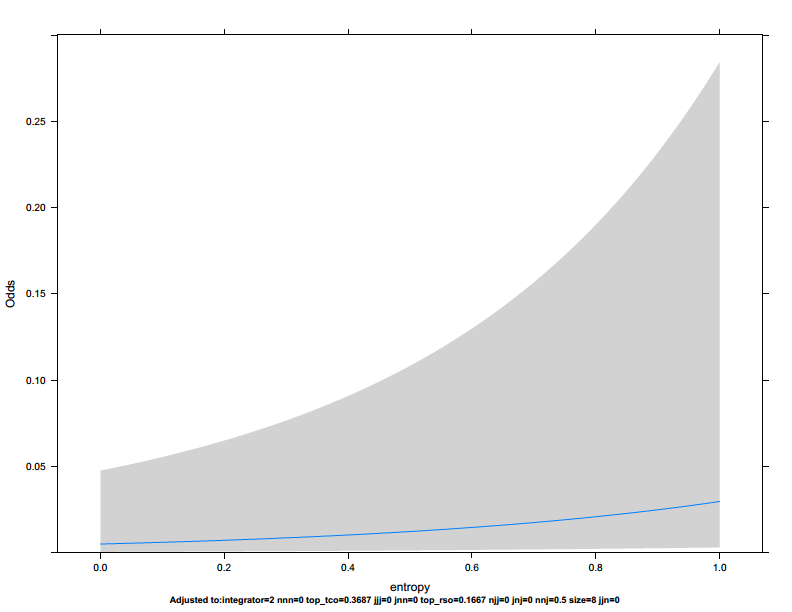 0.25
0.20
0.15
0.10
0.05
Odds
0.0 0.2 0.4 0.6 0.8 1.0
entropy
Adjusted to:integrator=2 nnn=0 top_tco=0.3687 jjj=0 jnn=0 top_rso=0.1667 njj=0 jnj=0 nnj=0.5 size=8 jjn=0